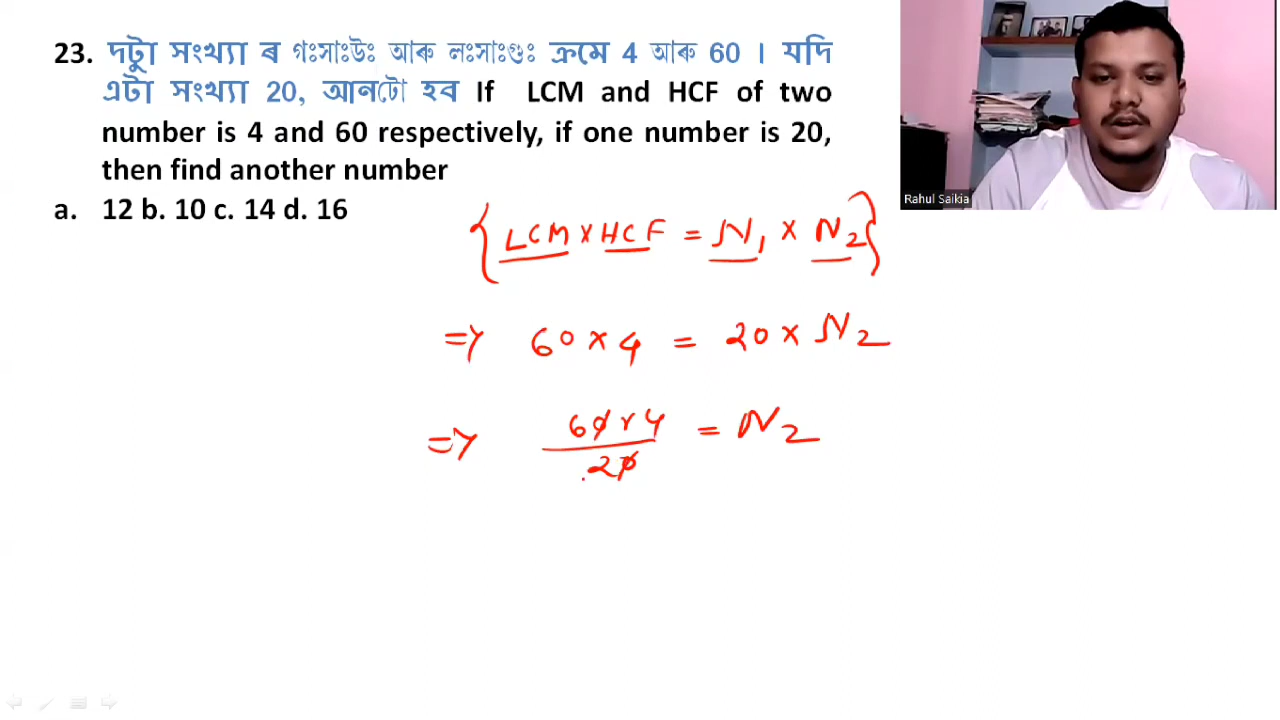 23. দুটা সংখ্যা ৰ গঃসাঃউঃ আৰু লঃসাঃগুঃ ক্ৰমে 4 আৰু 60 । যদি
এটা সংখ্যা 20, আনটো হব If LCM and HCF of two
number is 4 and 60 respectively, if one number is 20,
then find another number
a. 12 b. 10 c. 14 d. 16
{LCM × HCF = N₁ × N₂}
⇒ 60 × 4 = 20 × N₂
⇒ 60 × 4 / 20 = N₂
Rahul Saikia